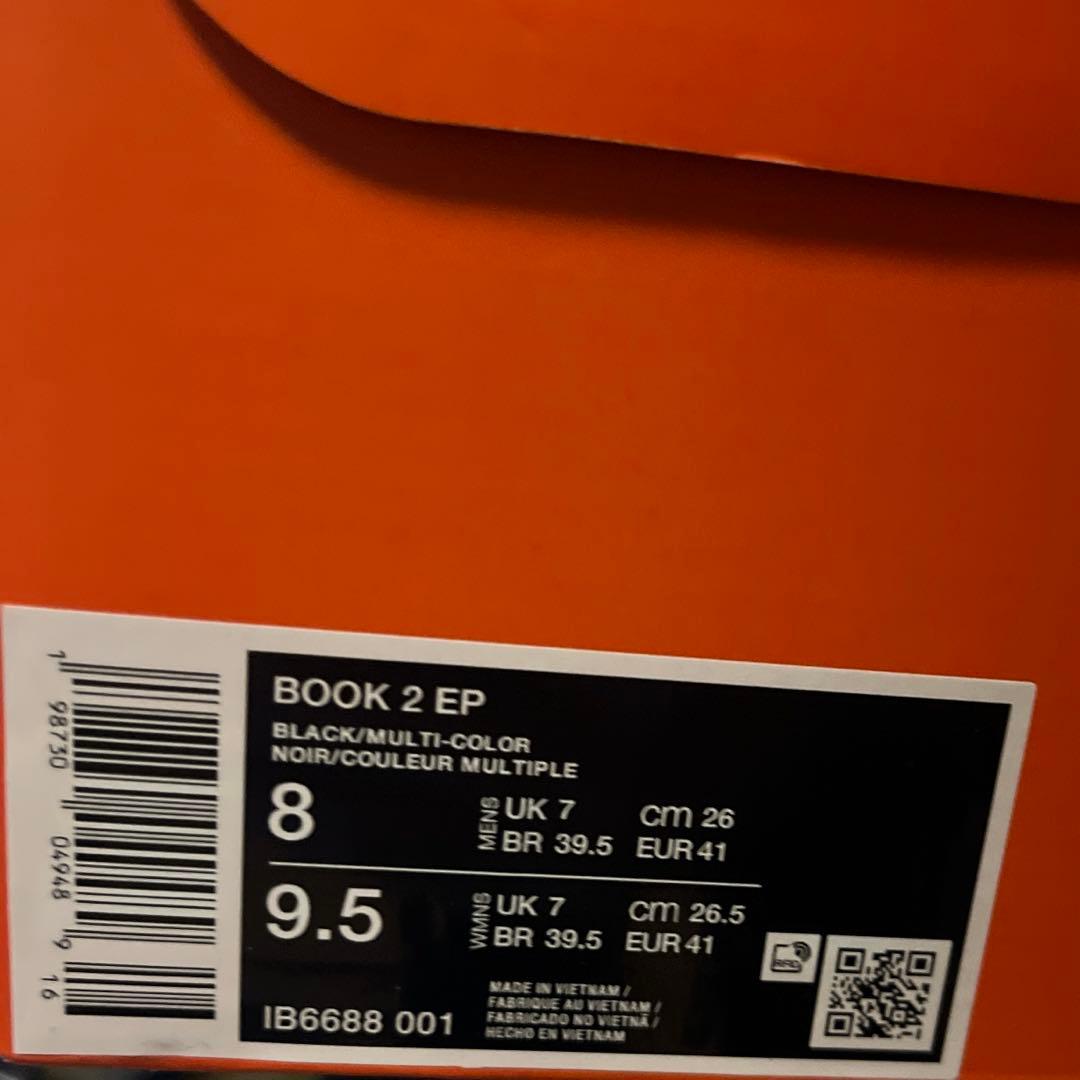 BOOK 2 EP
BLACK/MULTI-COLOR
NOIR/COULEUR MULTIPLE
8 MENS UK 7 cm 26
BR 39.5 EUR 41
9.5 WMNS UK 7 cm 26.5
BR 39.5 EUR 41
RFID
IB6688 001
MADE IN VIETNAM /
FABRIQUE AU VIETNAM /
FABRICADO NO VIETNÃ /
HECHO EN VIETNAM
1 98730 04948 9 16